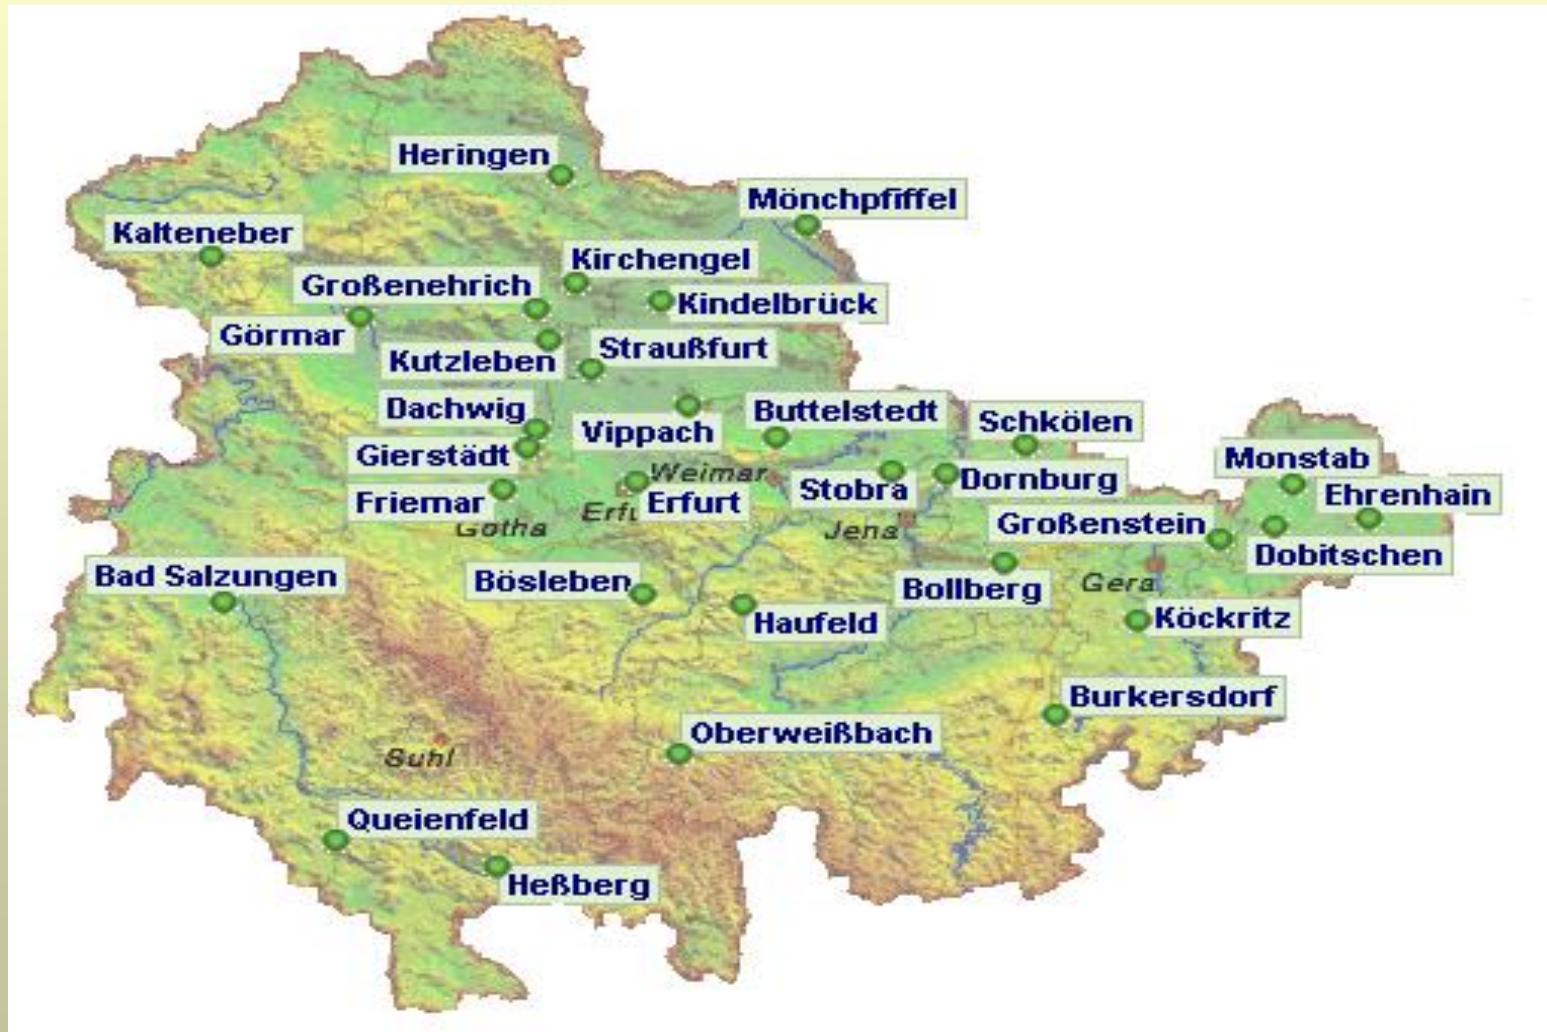 Heringen
Mönchpfiffel
Kalteneber
Kirchengel
Großenehrich
Kindelbrück
Görmar
Straußfurt
Kutzleben
Dachwig
Buttelstedt
Schkölen
Vippach
Gierstädt
Monstab
Weimar
Stobra
Dornburg
Ehrenhain
Friemar
Erfurt
Gotha
Jena
Großenstein
Dobitschen
Bad Salzungen
Bösleben
Bollberg
Gera
Haufeld
Köckritz
Burkersdorf
Oberweißbach
Suhl
Queienfeld
Heßberg